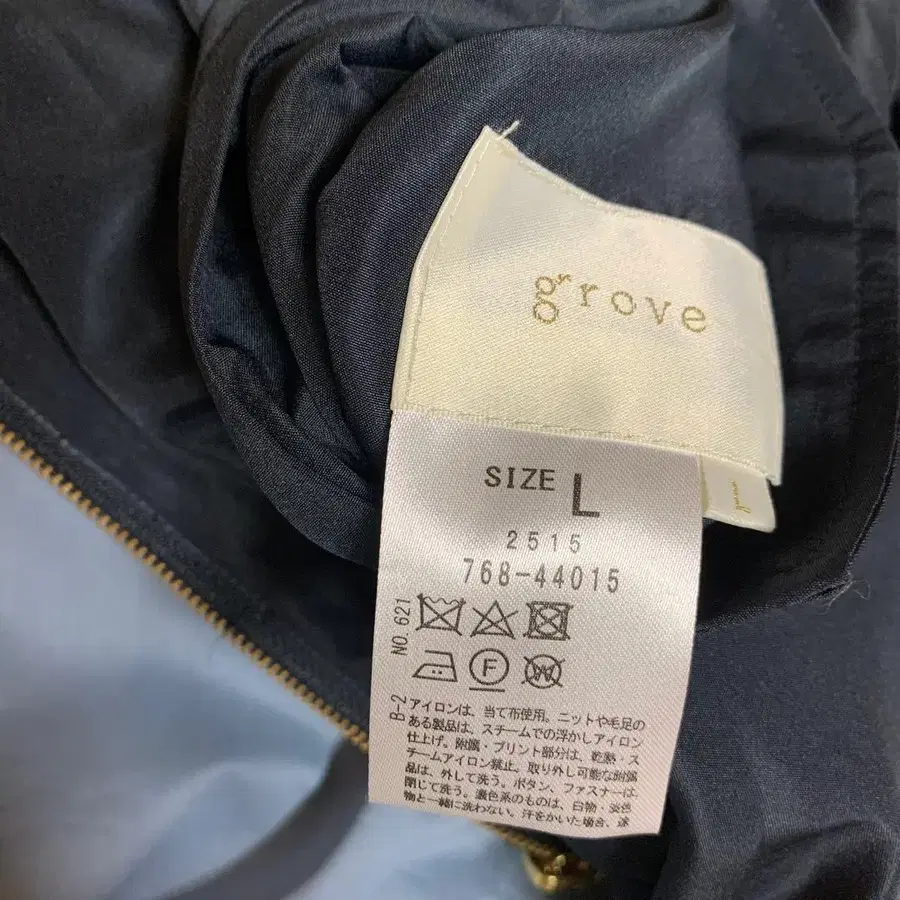 grove
L
SIZE L
2515
768-44015
NO.621
F
W
B-2
アイロンは、当て布使用。ニットや毛足の
ある製品は、スチームでの浮かしアイロン
仕上げ。附属・プリント部分は、乾熱・ス
チームアイロン禁止。取り外し可能な附属
品は、外して洗う。ボタン、ファスナーは
閉じて洗う。濃色系のものは、白物・淡色
物と一緒に洗わない。汗をかいた場合、速